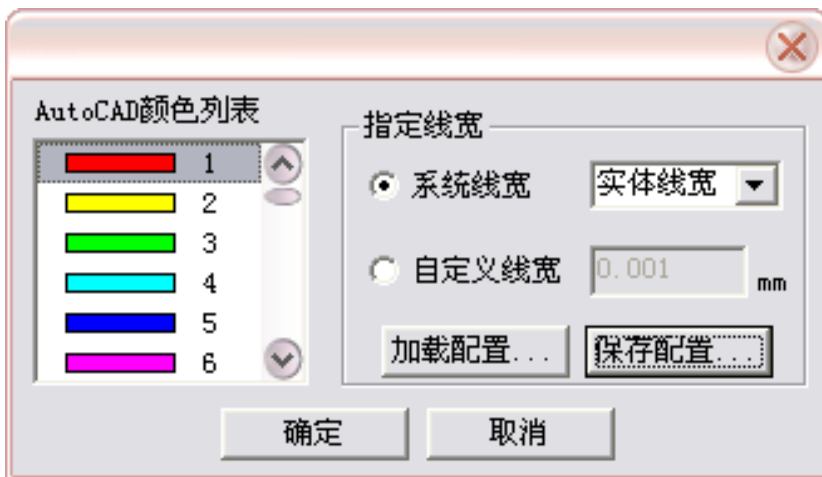 AutoCAD颜色列表
1
2
3
4
5
6
指定线宽
系统线宽 实体线宽
自定义线宽 0.001 mm
加载配置... 保存配置...
确定 取消